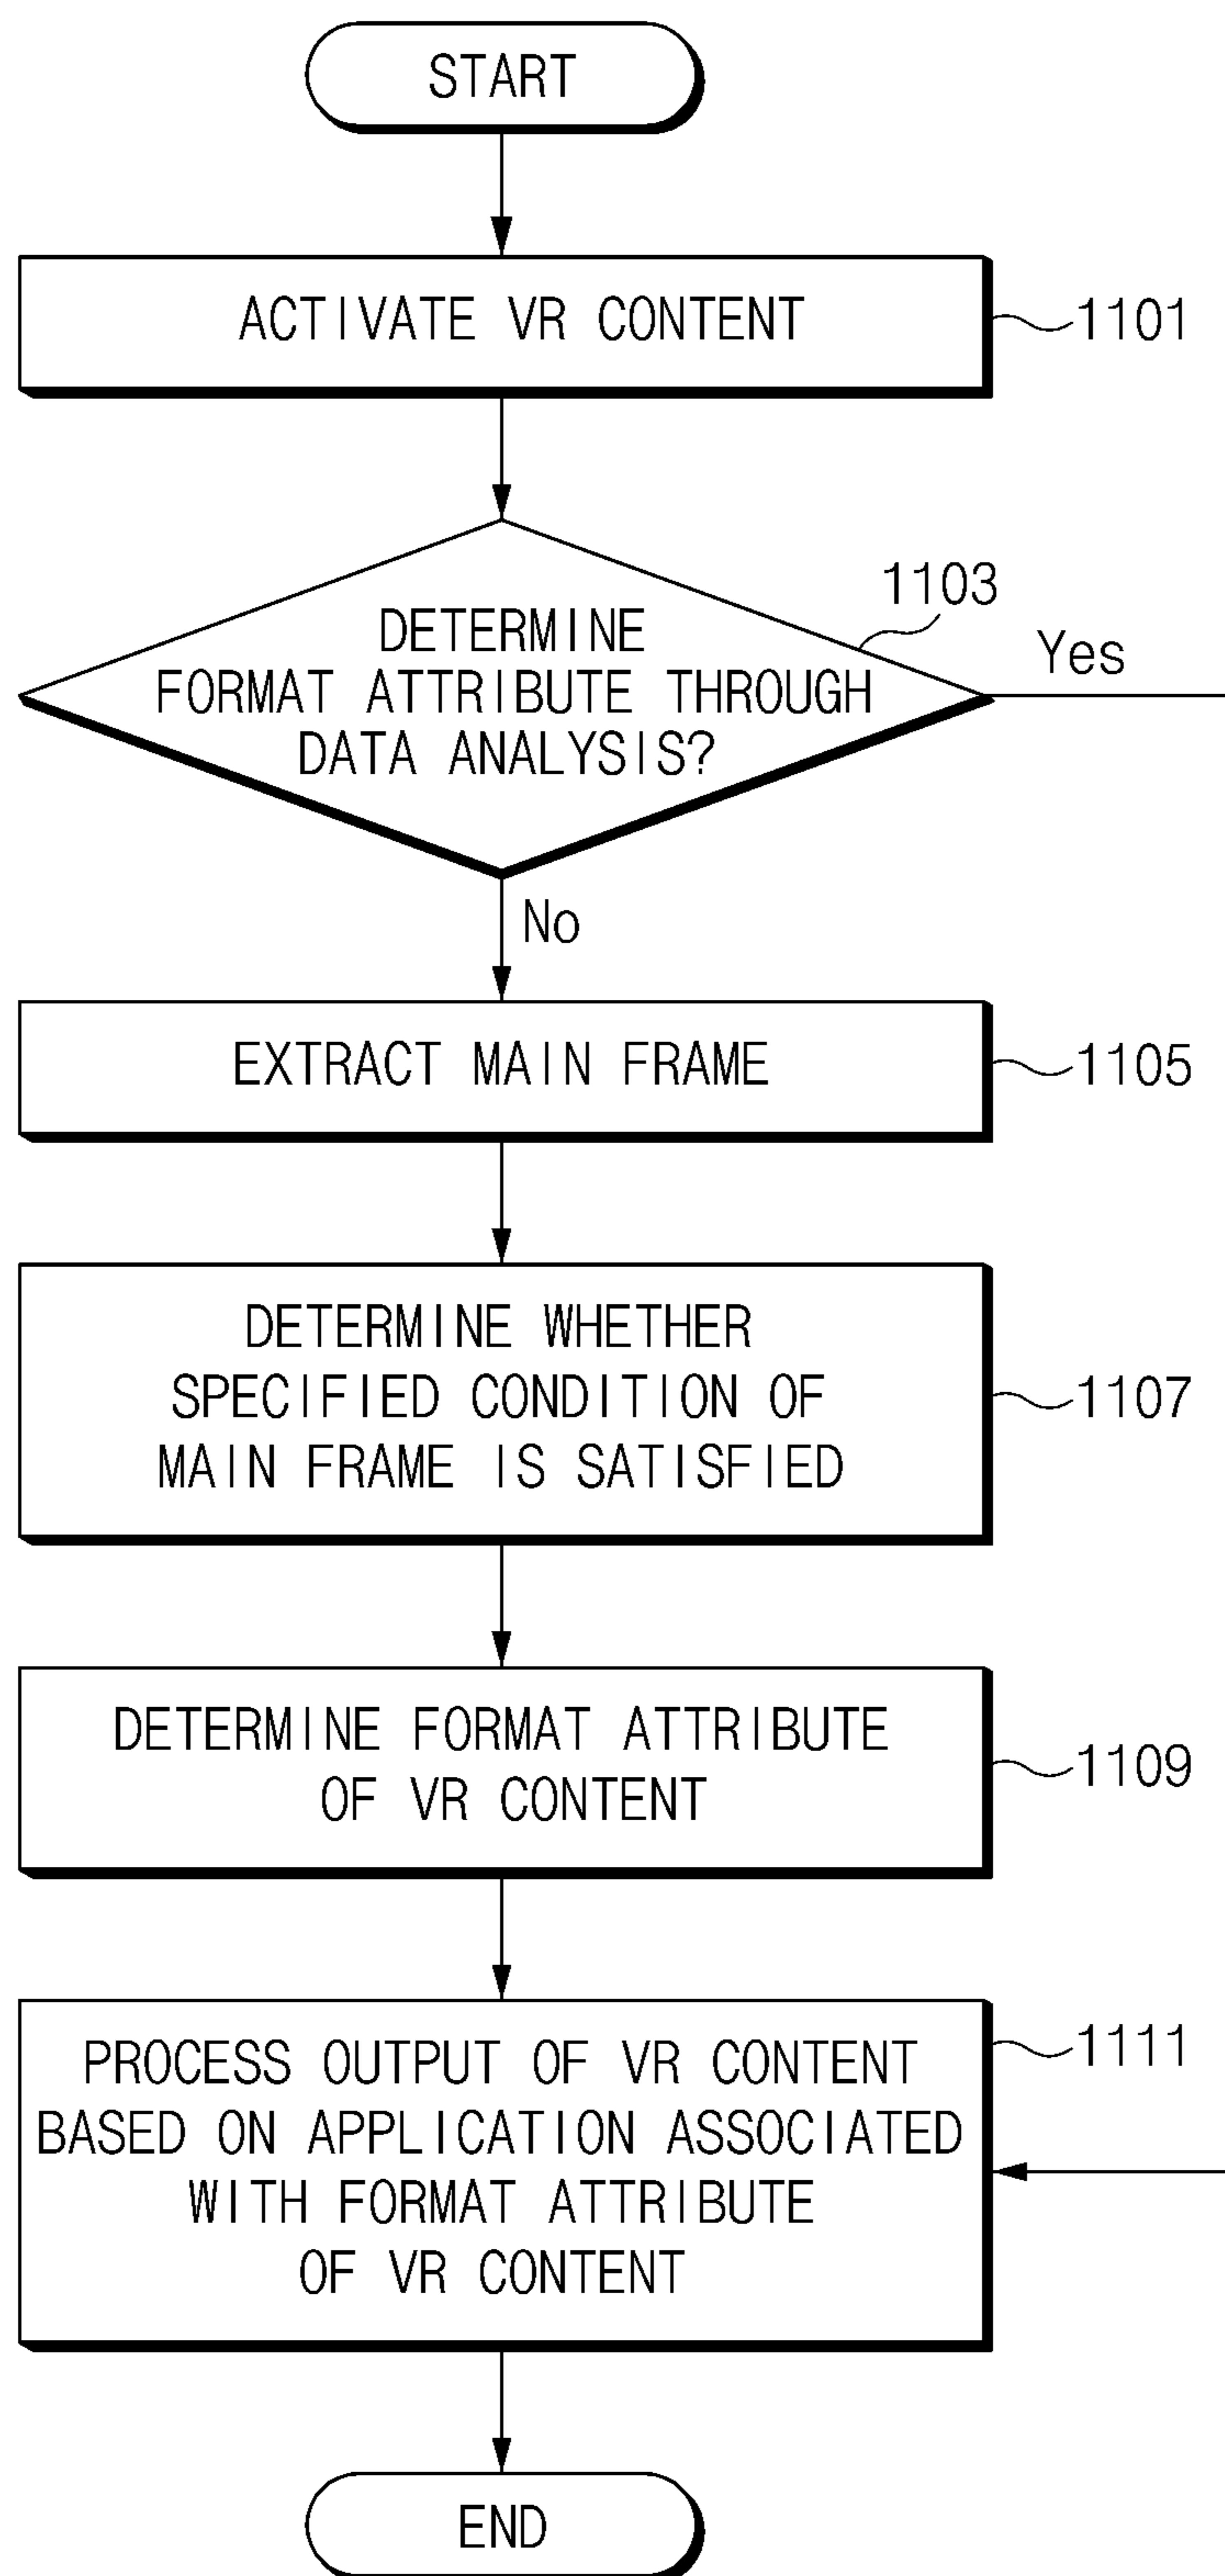 START
ACTIVATE VR CONTENT
1101
1103
DETERMINE
FORMAT ATTRIBUTE THROUGH
DATA ANALYSIS?
Yes
No
EXTRACT MAIN FRAME
1105
DETERMINE WHETHER
SPECIFIED CONDITION OF
MAIN FRAME IS SATISFIED
1107
DETERMINE FORMAT ATTRIBUTE
OF VR CONTENT
1109
PROCESS OUTPUT OF VR CONTENT
BASED ON APPLICATION ASSOCIATED
WITH FORMAT ATTRIBUTE
OF VR CONTENT
1111
END